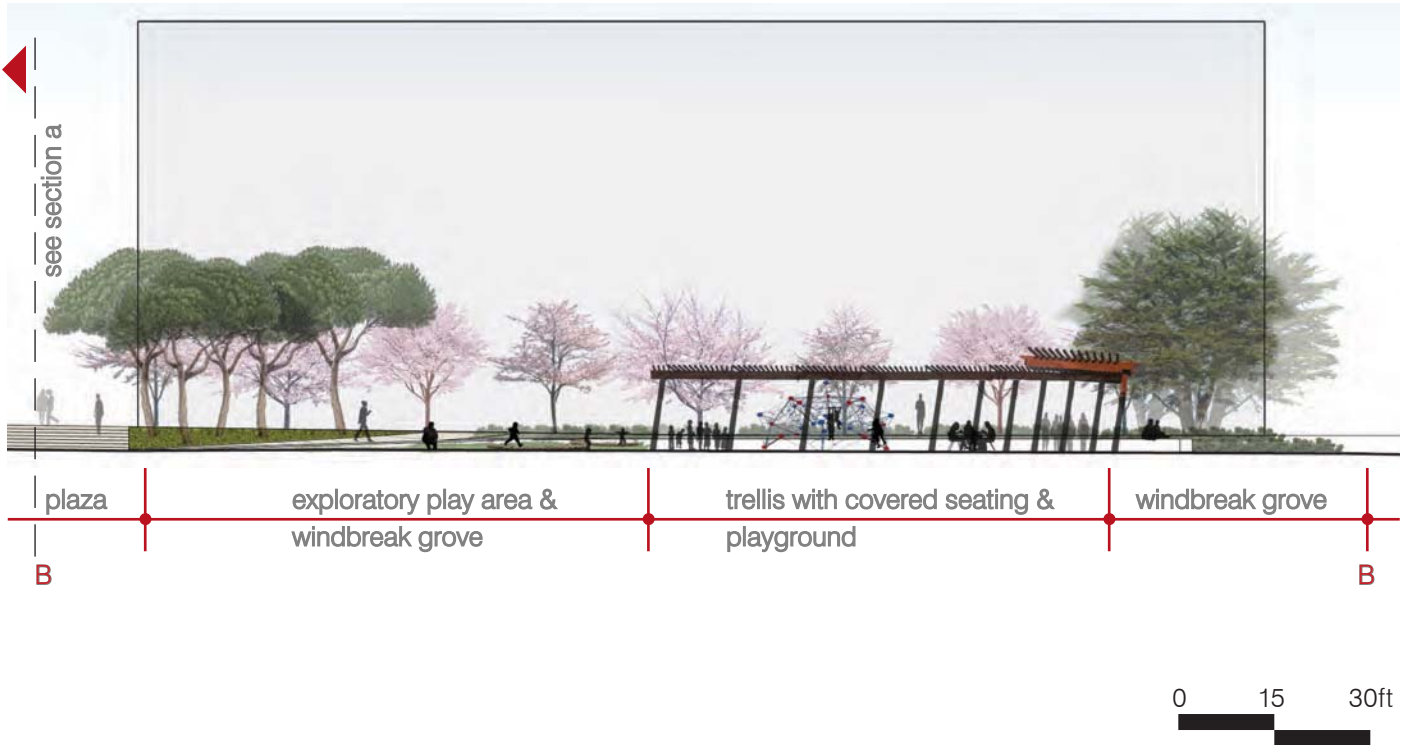 see section a
plaza
exploratory play area &
windbreak grove
trellis with covered seating &
playground
windbreak grove
B
B
0 15 30ft